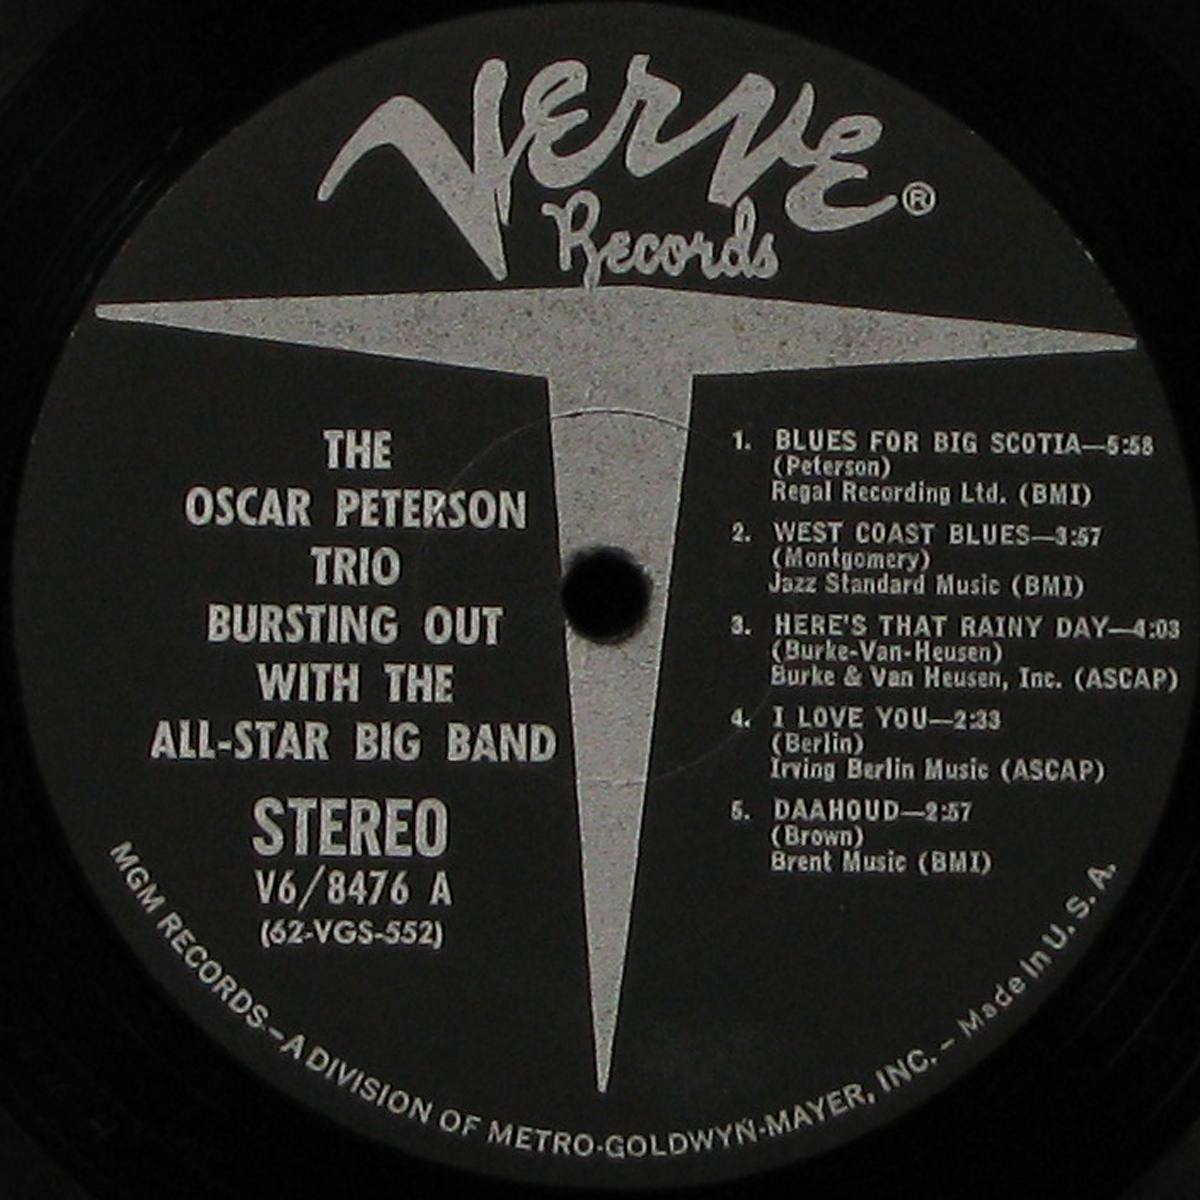 Verve ®
Records
THE
OSCAR PETERSON
TRIO
BURSTING OUT
WITH THE
ALL-STAR BIG BAND
STEREO
V6/8476 A
(62-VGS-552)
1. BLUES FOR BIG SCOTIA—5:58
(Peterson)
Regal Recording Ltd. (BMI)
2. WEST COAST BLUES—3:57
(Montgomery)
Jazz Standard Music (BMI)
3. HERE'S THAT RAINY DAY—4:03
(Burke-Van-Heusen)
Burke & Van Heusen, Inc. (ASCAP)
4. I LOVE YOU—2:33
(Berlin)
Irving Berlin Music (ASCAP)
5. DAAHOUD—2:57
(Brown)
Brent Music (BMI)
MGM RECORDS – A DIVISION OF METRO-GOLDWYN-MAYER, INC. – Made In U. S. A.